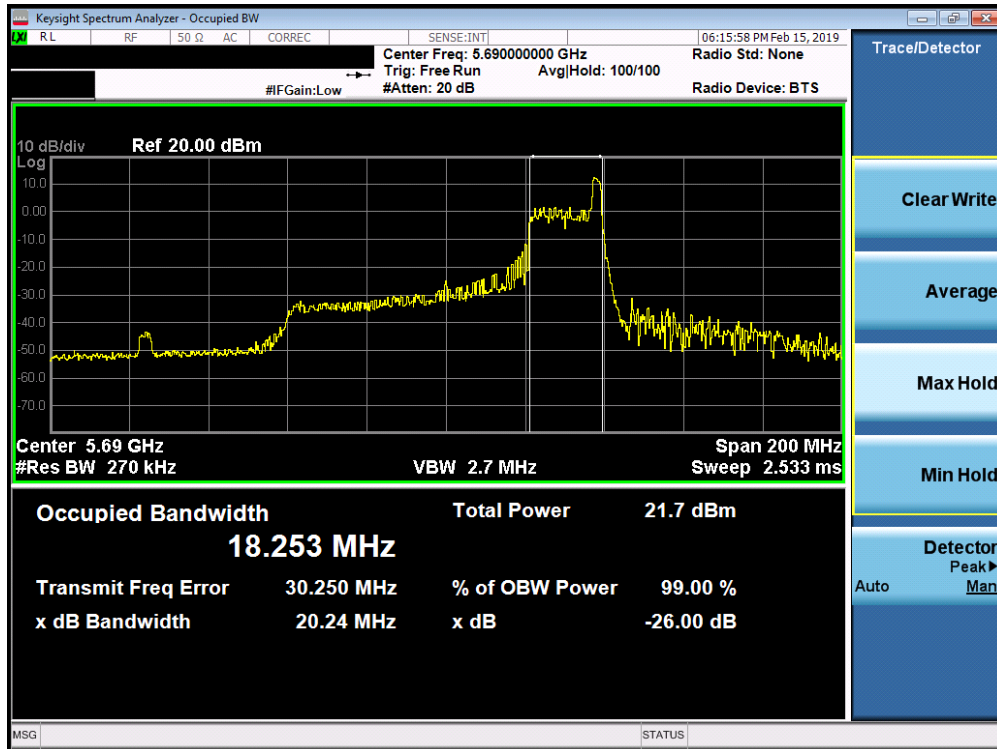 Keysight Spectrum Analyzer - Occupied BW
LXI RL RF 50 Ω AC CORREC SENSE:INT 06:15:58 PM Feb 15, 2019
Center Freq: 5.690000000 GHz Radio Std: None
Trig: Free Run Avg|Hold: 100/100
#IFGain:Low #Atten: 20 dB Radio Device: BTS
Trace/Detector
10 dB/div Ref 20.00 dBm
Log
10.0
0.00
-10.0
-20.0
-30.0
-40.0
-50.0
-60.0
-70.0
Center 5.69 GHz Span 200 MHz
#Res BW 270 kHz VBW 2.7 MHz Sweep 2.533 ms
Occupied Bandwidth Total Power 21.7 dBm
18.253 MHz
Transmit Freq Error 30.250 MHz % of OBW Power 99.00 %
x dB Bandwidth 20.24 MHz x dB -26.00 dB
Clear Write
Average
Max Hold
Min Hold
Detector
Peak
Auto Man
MSG STATUS